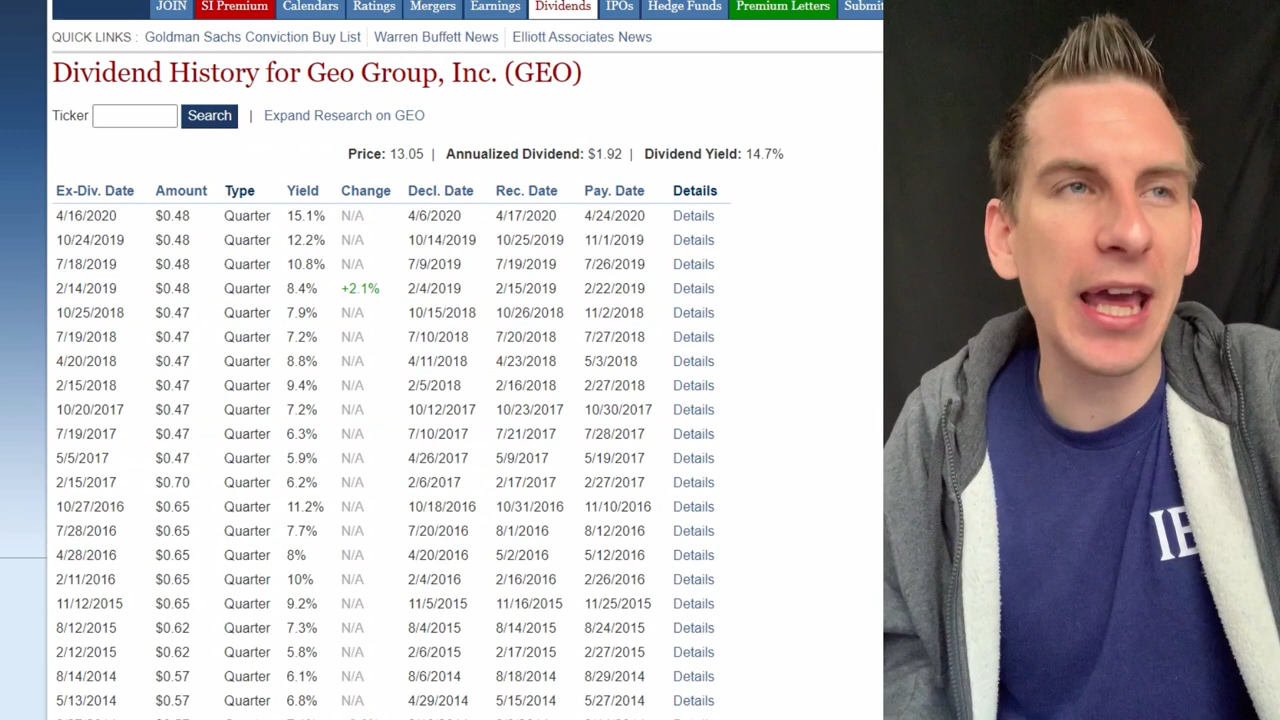 JOIN SI Premium Calendars Ratings Mergers Earnings Dividends IPOs Hedge Funds Premium Letters Submit
QUICK LINKS : Goldman Sachs Conviction Buy List | Warren Buffett News | Elliott Associates News
Dividend History for Geo Group, Inc. (GEO)
Ticker Search | Expand Research on GEO
Price: 13.05 | Annualized Dividend: $1.92 | Dividend Yield: 14.7%
Ex-Div. Date Amount Type Yield Change Decl. Date Rec. Date Pay. Date Details
4/16/2020 $0.48 Quarter 15.1% N/A 4/6/2020 4/17/2020 4/24/2020 Details
10/24/2019 $0.48 Quarter 12.2% N/A 10/14/2019 10/25/2019 11/1/2019 Details
7/18/2019 $0.48 Quarter 10.8% N/A 7/9/2019 7/19/2019 7/26/2019 Details
2/14/2019 $0.48 Quarter 8.4% +2.1% 2/4/2019 2/15/2019 2/22/2019 Details
10/25/2018 $0.47 Quarter 7.9% N/A 10/15/2018 10/26/2018 11/2/2018 Details
7/19/2018 $0.47 Quarter 7.2% N/A 7/10/2018 7/20/2018 7/27/2018 Details
4/20/2018 $0.47 Quarter 8.8% N/A 4/11/2018 4/23/2018 5/3/2018 Details
2/15/2018 $0.47 Quarter 9.4% N/A 2/5/2018 2/16/2018 2/27/2018 Details
10/20/2017 $0.47 Quarter 7.2% N/A 10/12/2017 10/23/2017 10/30/2017 Details
7/19/2017 $0.47 Quarter 6.3% N/A 7/10/2017 7/21/2017 7/28/2017 Details
5/5/2017 $0.47 Quarter 5.9% N/A 4/26/2017 5/9/2017 5/19/2017 Details
2/15/2017 $0.70 Quarter 6.2% N/A 2/6/2017 2/17/2017 2/27/2017 Details
10/27/2016 $0.65 Quarter 11.2% N/A 10/18/2016 10/31/2016 11/10/2016 Details
7/28/2016 $0.65 Quarter 7.7% N/A 7/20/2016 8/1/2016 8/12/2016 Details
4/28/2016 $0.65 Quarter 8% N/A 4/20/2016 5/2/2016 5/12/2016 Details
2/11/2016 $0.65 Quarter 10% N/A 2/4/2016 2/16/2016 2/26/2016 Details
11/12/2015 $0.65 Quarter 9.2% N/A 11/5/2015 11/16/2015 11/25/2015 Details
8/12/2015 $0.62 Quarter 7.3% N/A 8/4/2015 8/14/2015 8/24/2015 Details
2/12/2015 $0.62 Quarter 5.8% N/A 2/6/2015 2/17/2015 2/27/2015 Details
8/14/2014 $0.57 Quarter 6.1% N/A 8/6/2014 8/18/2014 8/29/2014 Details
5/13/2014 $0.57 Quarter 6.8% N/A 4/29/2014 5/15/2014 5/27/2014 Details
IE